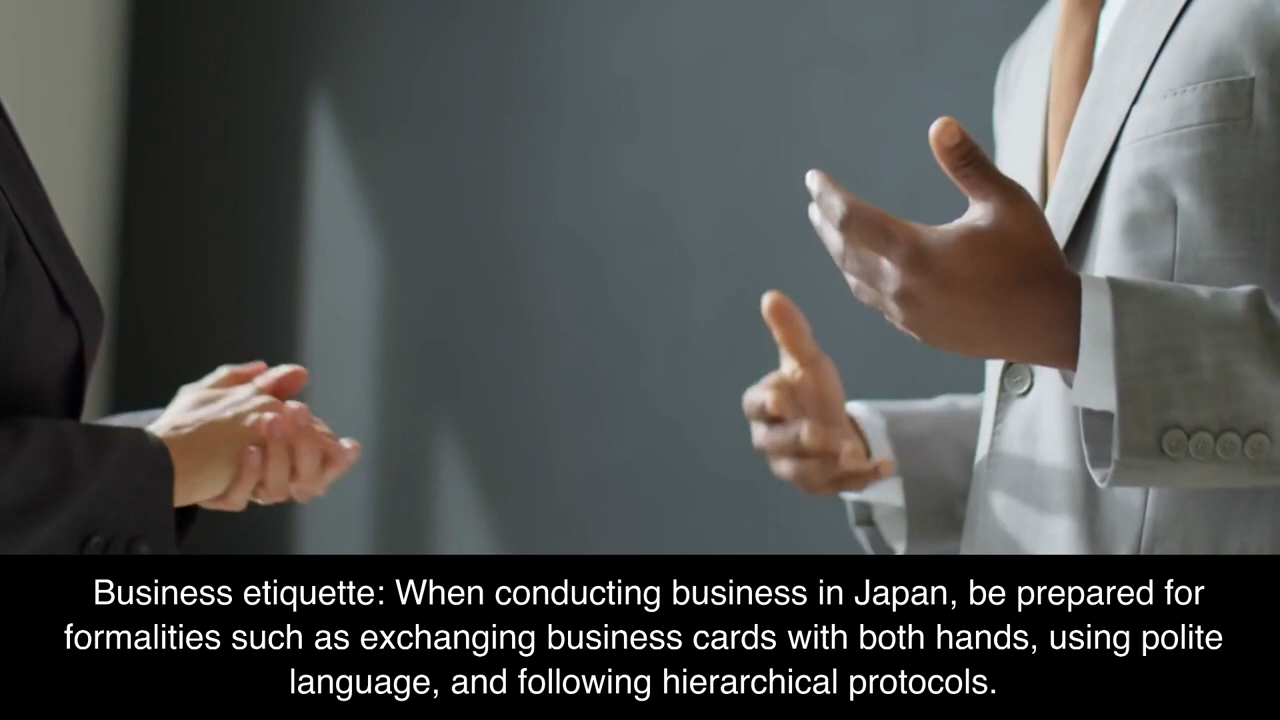 Business etiquette: When conducting business in Japan, be prepared for
formalities such as exchanging business cards with both hands, using polite
language, and following hierarchical protocols.